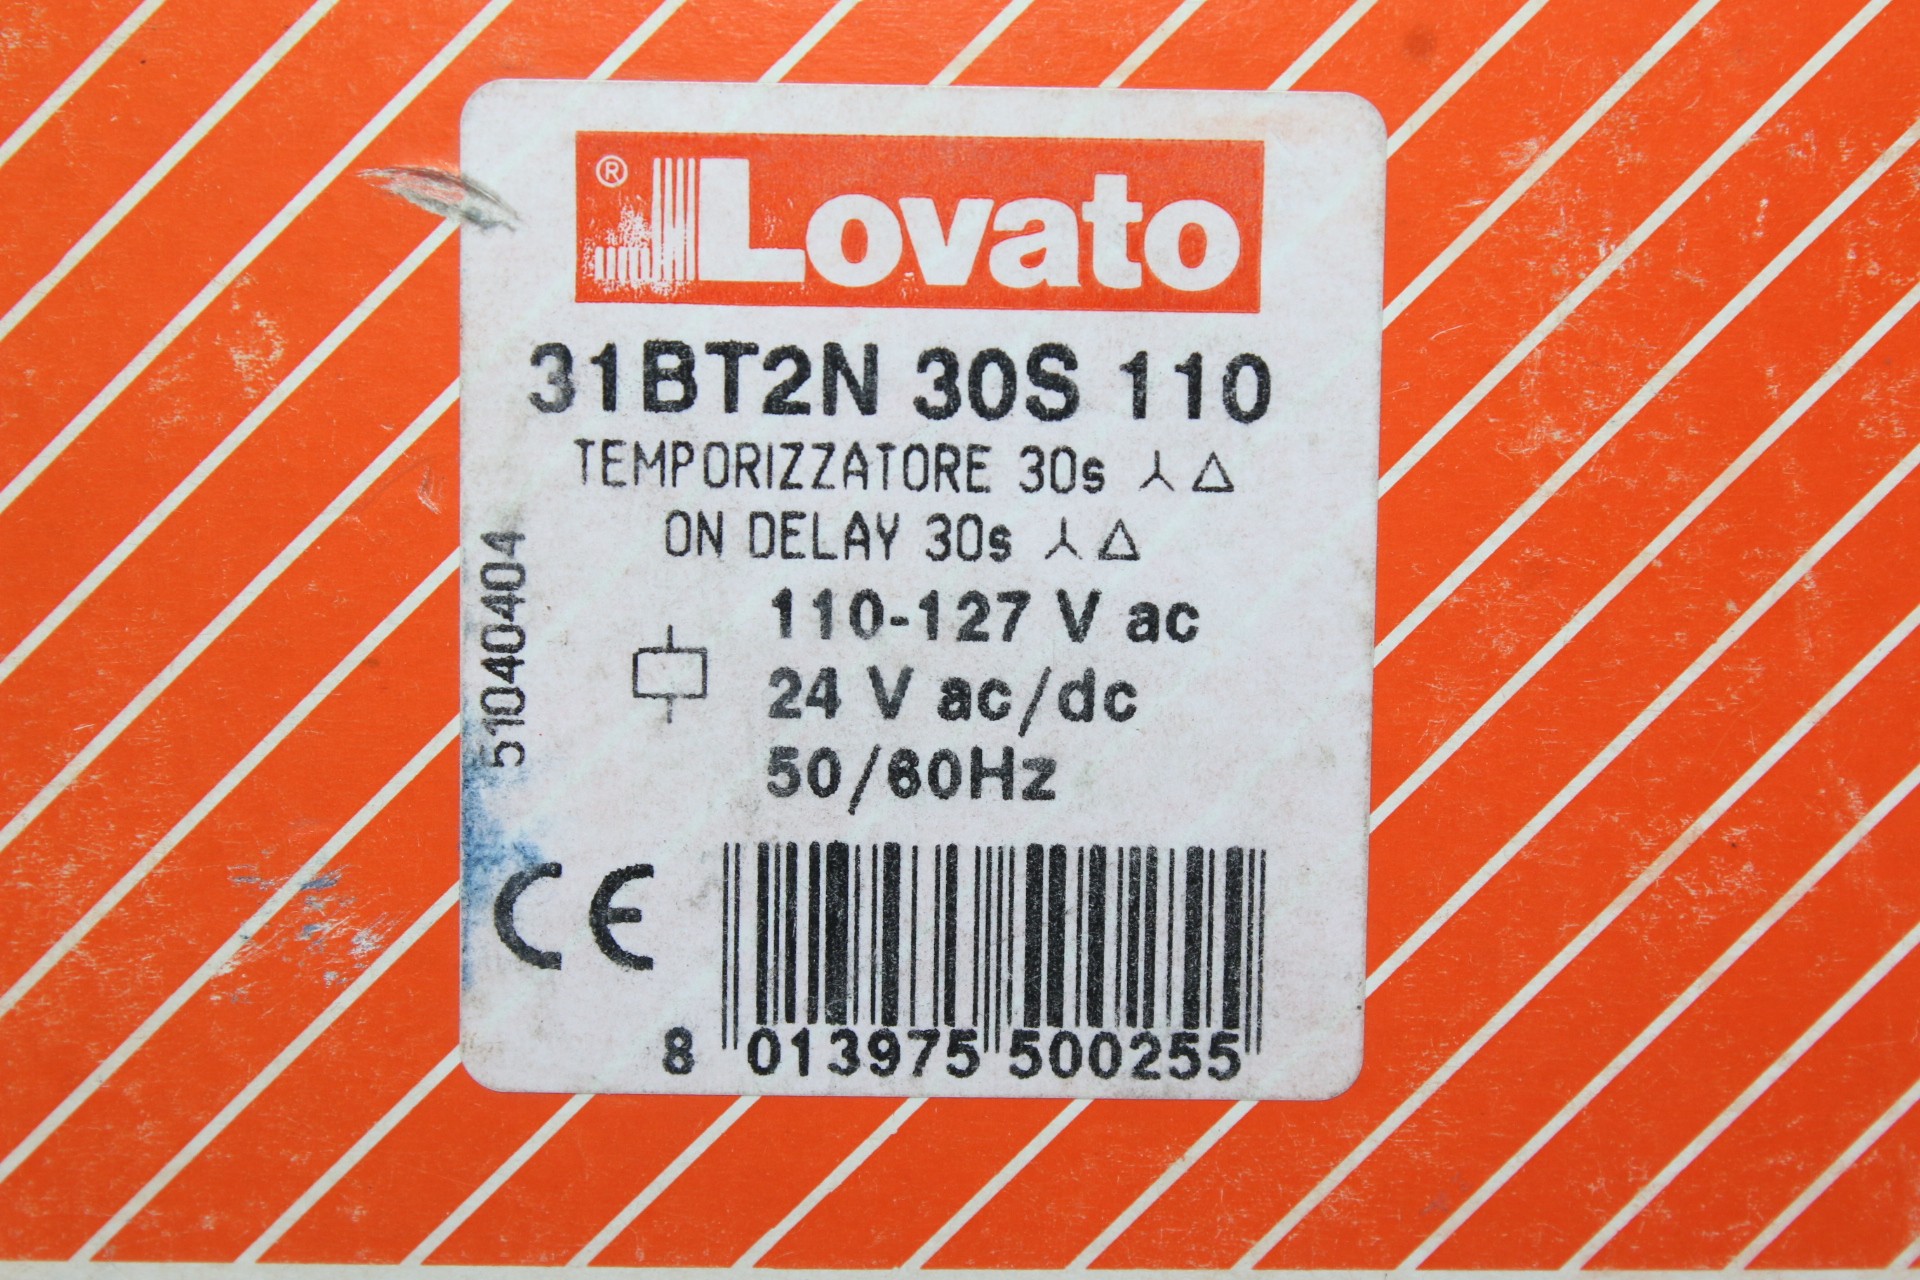 ® Lovato
31BT2N 30S 110
TEMPORIZZATORE 30s ⅄ △
ON DELAY 30s ⅄ △
110-127 V ac
24 V ac/dc
50/60Hz
51040404
CE
8 013975 500255